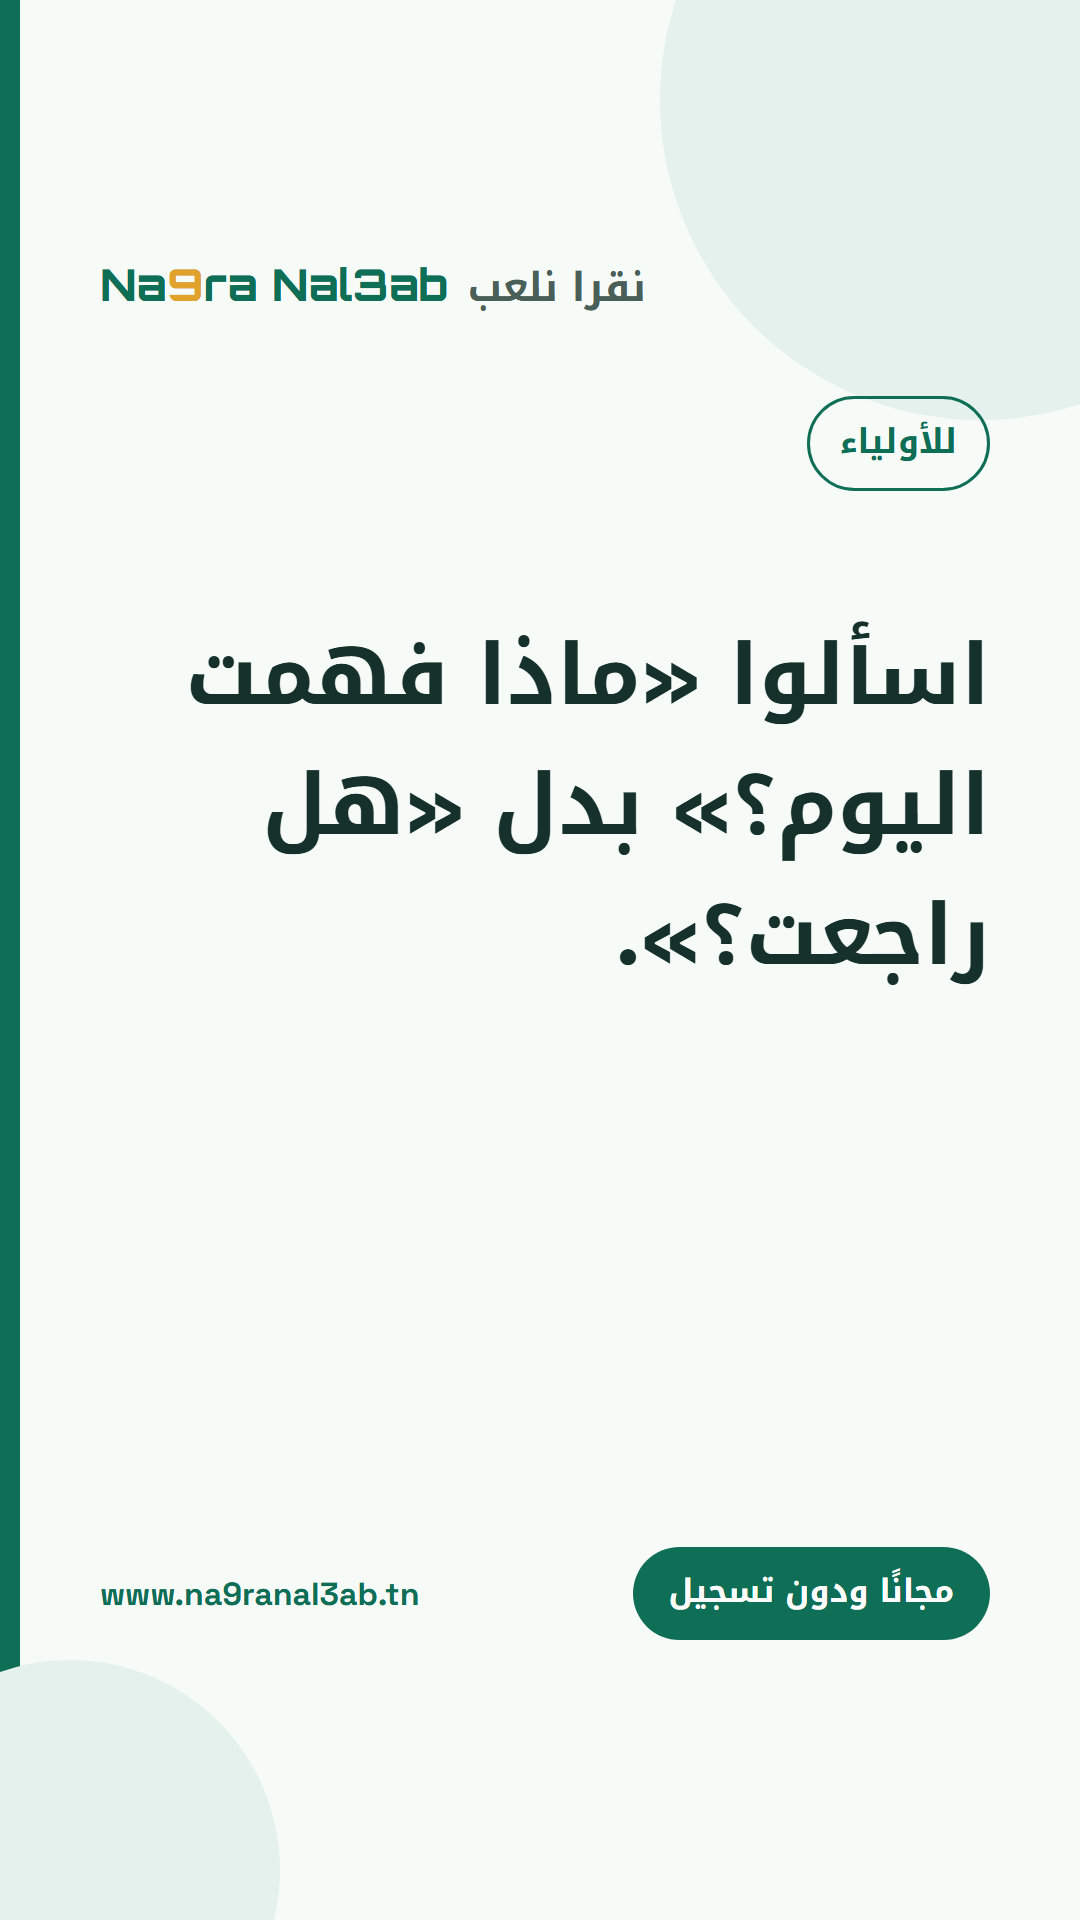 Na9ra Nal3ab نقرا نلعب
للأولياء
اسألوا «ماذا فهمت
اليوم؟» بدل «هل
راجعت؟».
www.na9ranal3ab.tn
مجانًا ودون تسجيل